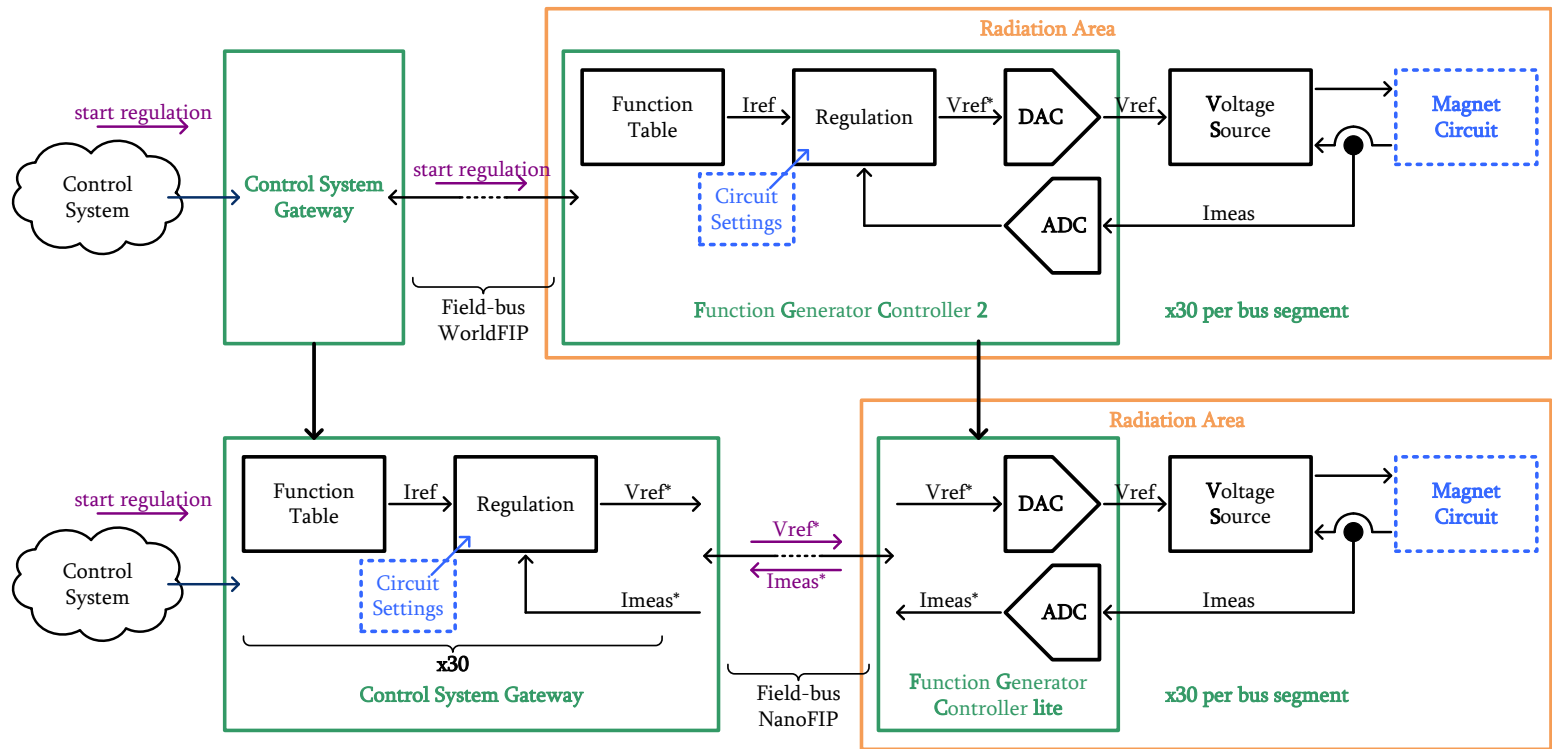 Radiation Area
start regulation
Control
System
Control System
Gateway
start regulation
Field-bus
WorldFIP
Function
Table
Iref
Regulation
Vref*
DAC
Vref
Voltage
Source
Magnet
Circuit
Circuit
Settings
ADC
Imeas
Function Generator Controller 2
x30 per bus segment
Radiation Area
start regulation
Control
System
Function
Table
Iref
Regulation
Vref*
Circuit
Settings
Imeas*
x30
Control System Gateway
Vref*
Imeas*
Field-bus
NanoFIP
Vref*
DAC
Vref
Voltage
Source
Magnet
Circuit
Imeas*
ADC
Imeas
Function Generator
Controller lite
x30 per bus segment